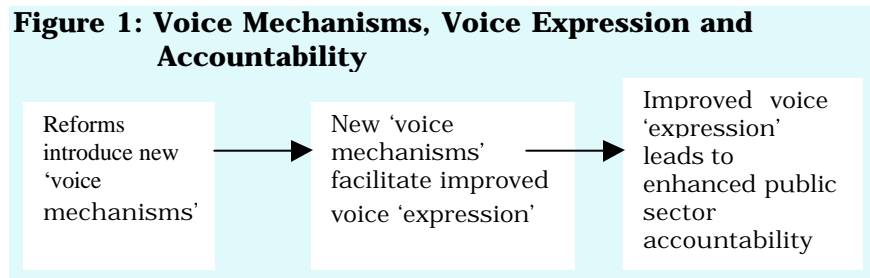 Figure 1: Voice Mechanisms, Voice Expression and
Accountability
Reforms
introduce new
‘voice
mechanisms’
New ‘voice
mechanisms’
facilitate improved
voice ‘expression’
Improved voice
‘expression’
leads to
enhanced public
sector
accountability